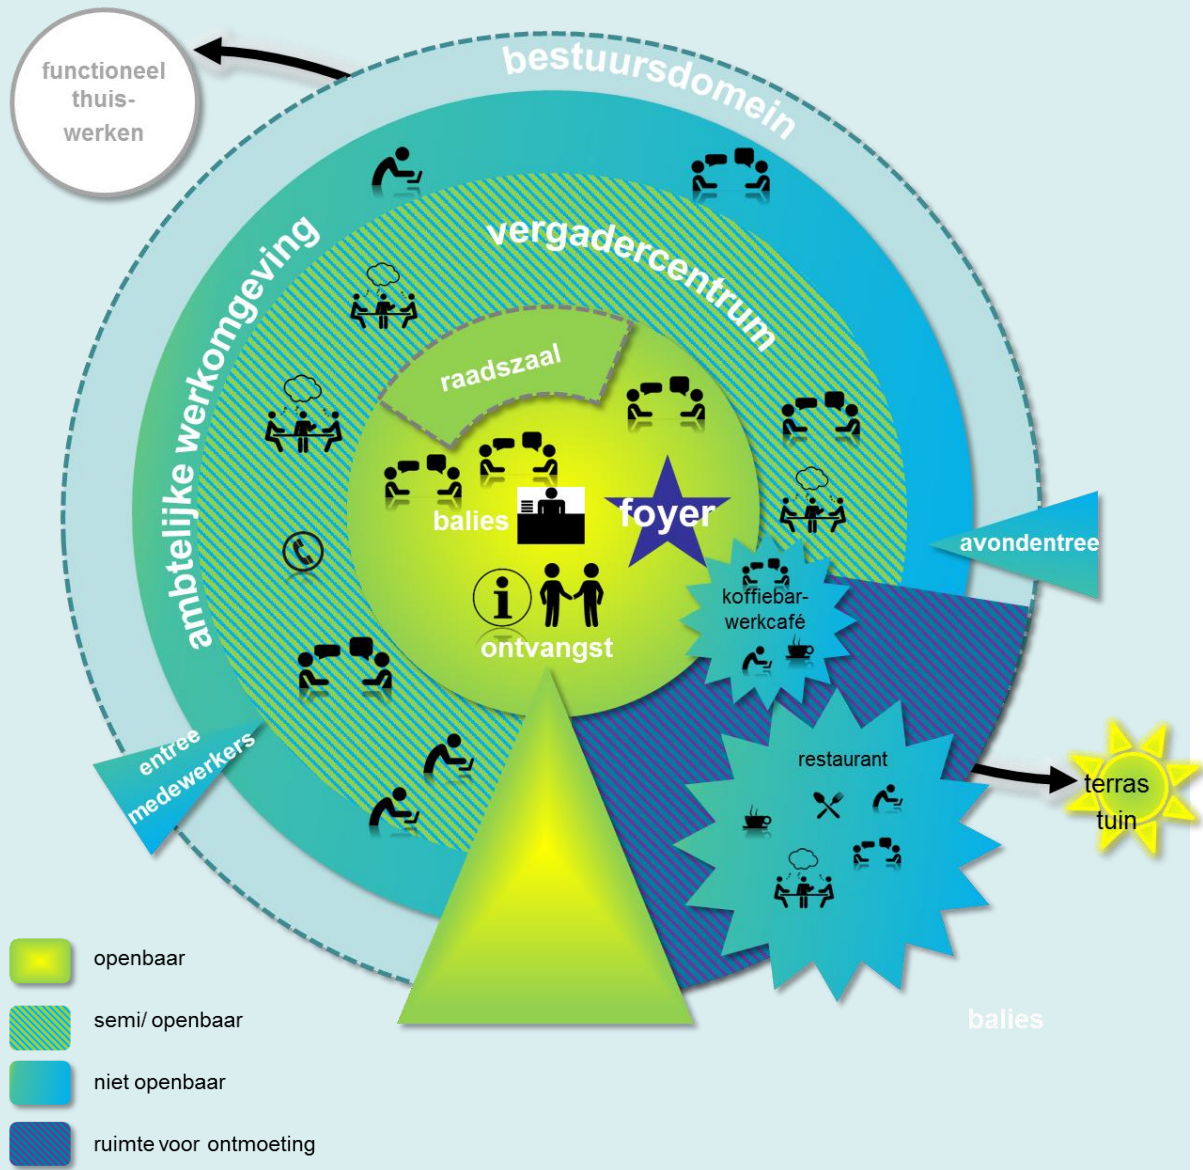 functioneel
thuis-
werken
bestuursdomein
ambtelijke werkomgeving
vergadercentrum
raadszaal
balies
foyer
ontvangst
avondentree
koffiebar-
werkcafé
entree
medewerkers
restaurant
terras
tuin
balies
openbaar
semi/ openbaar
niet openbaar
ruimte voor ontmoeting